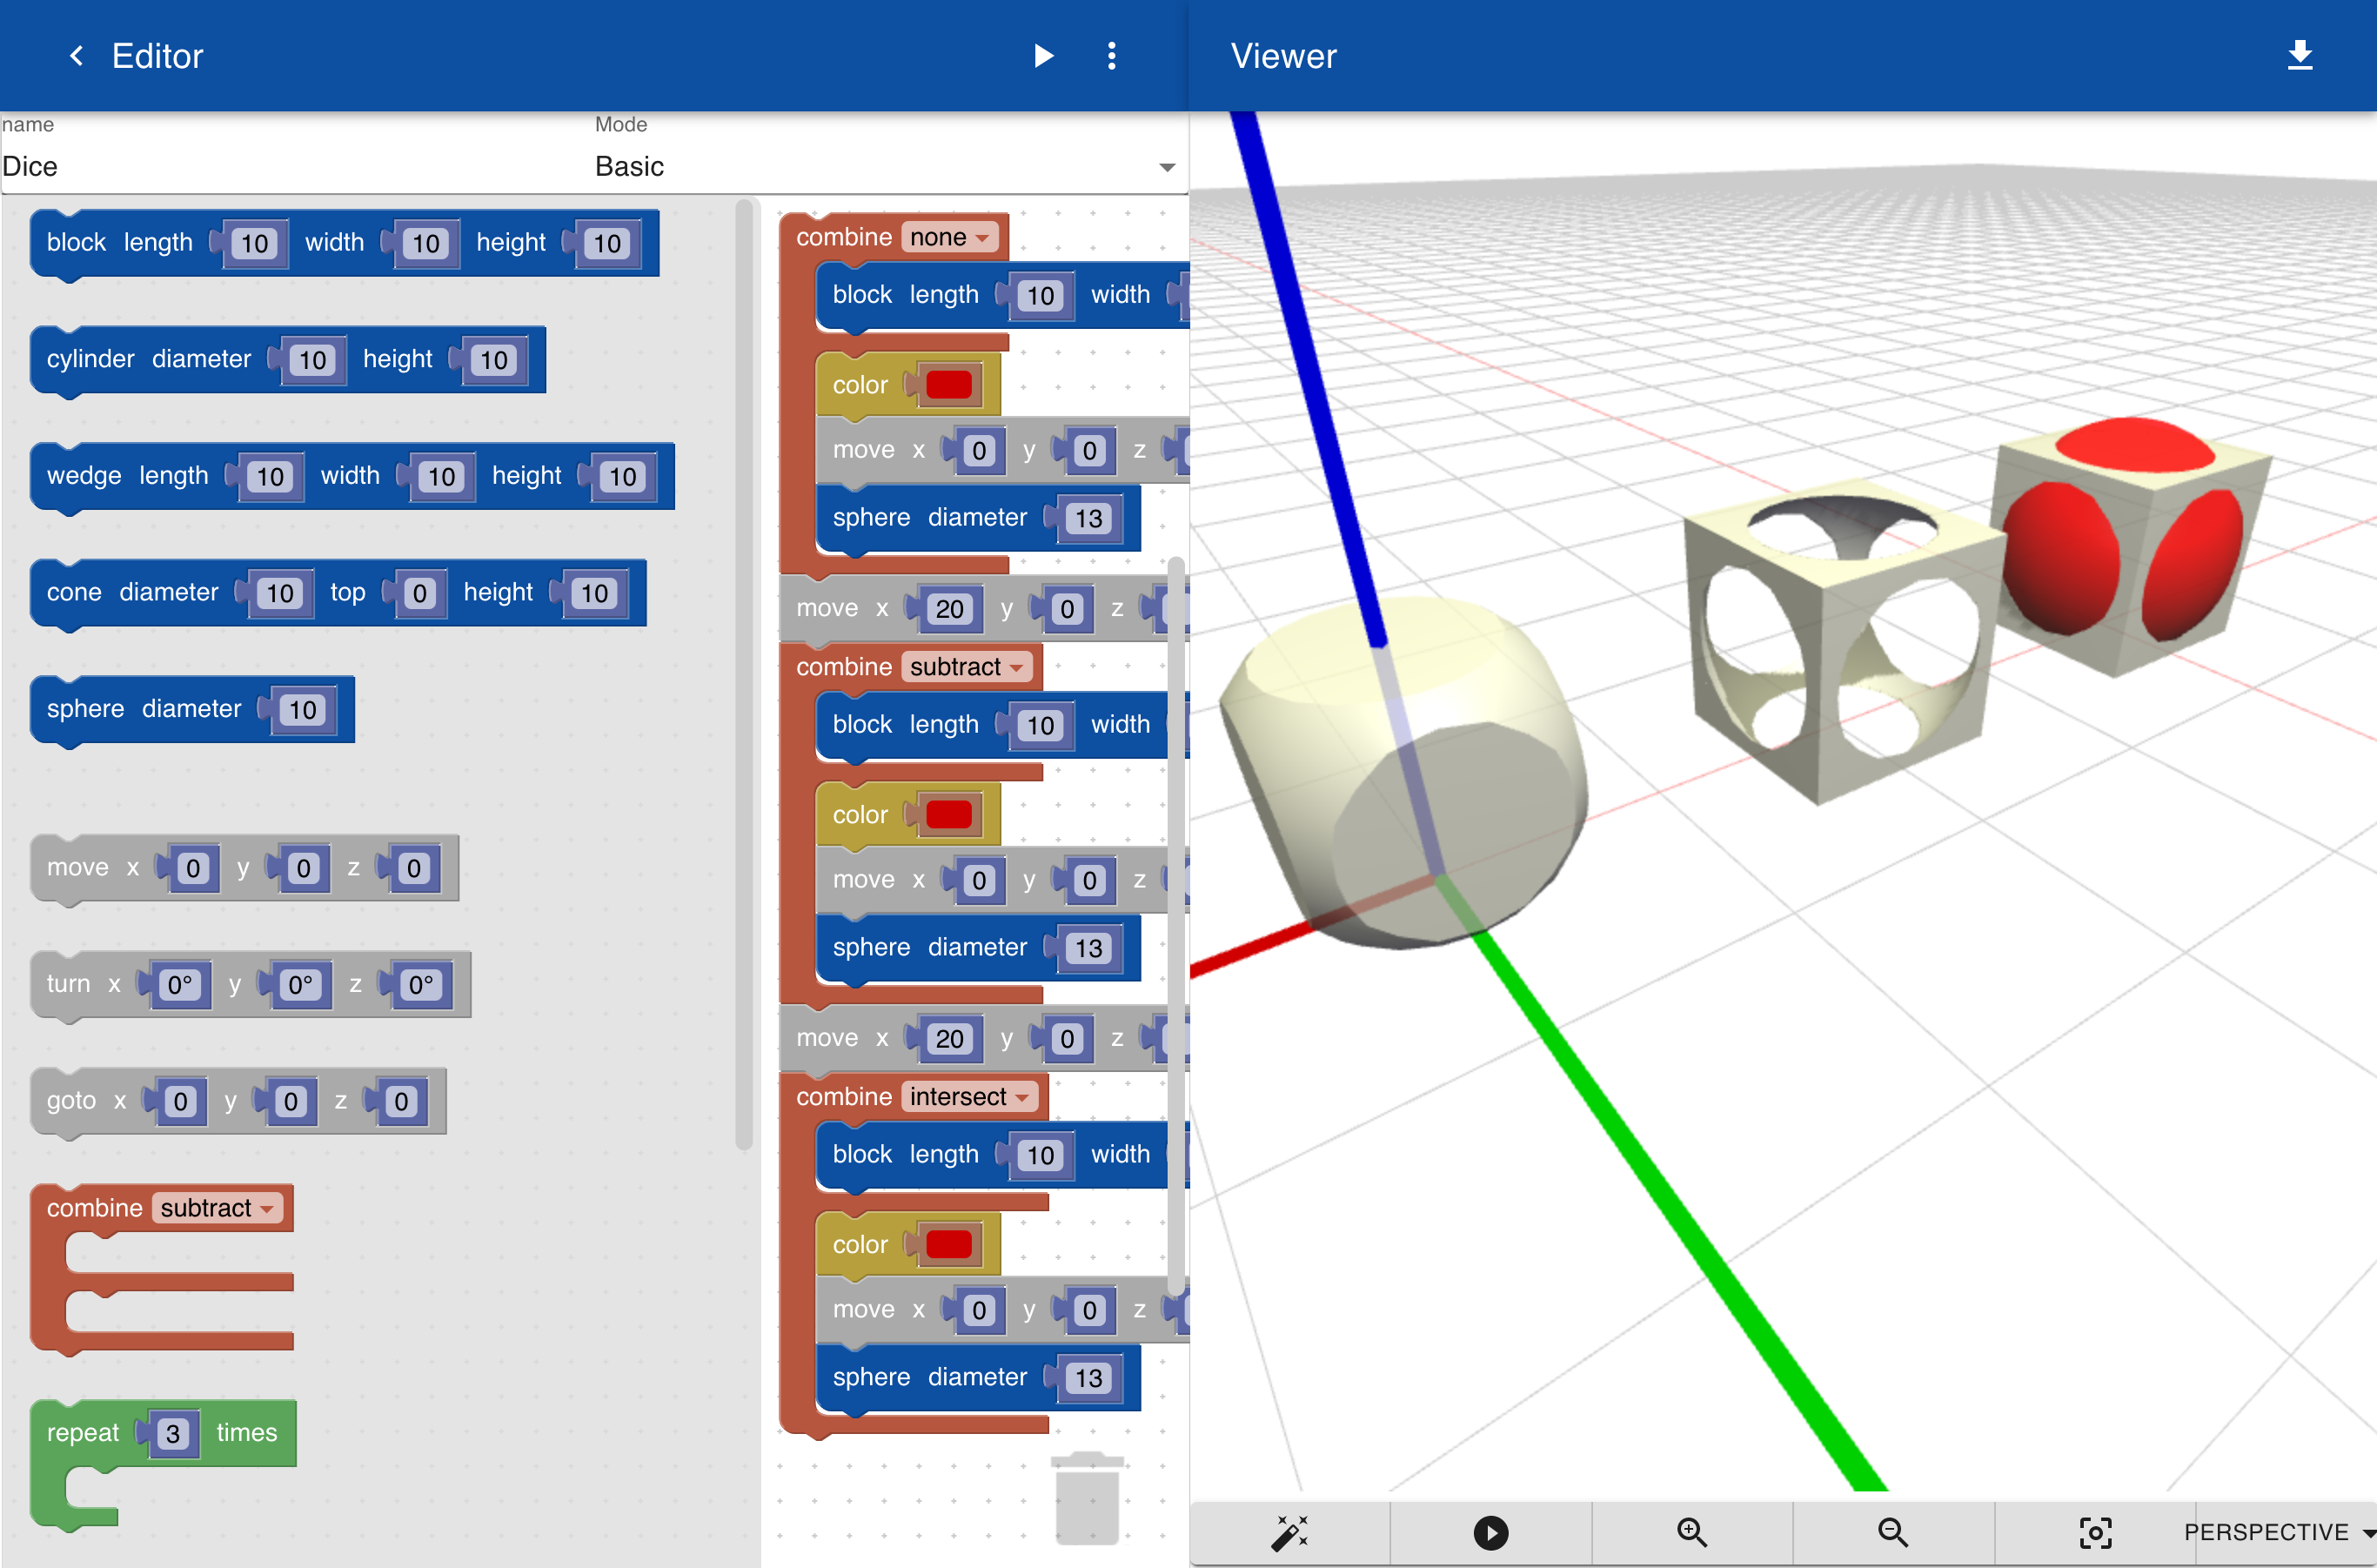 Editor
Viewer
name
Mode
Dice
Basic
block length 10 width 10 height 10
cylinder diameter 10 height 10
wedge length 10 width 10 height 10
cone diameter 10 top 0 height 10
sphere diameter 10
move x 0 y 0 z 0
turn x 0° y 0° z 0°
goto x 0 y 0 z 0
combine subtract
repeat 3 times
combine none
block length 10 width
color
move x 0 y 0 z
sphere diameter 13
move x 20 y 0 z
combine subtract
block length 10 width
color
move x 0 y 0 z
sphere diameter 13
move x 20 y 0 z
combine intersect
block length 10 width
color
move x 0 y 0 z
sphere diameter 13
PERSPECTIVE